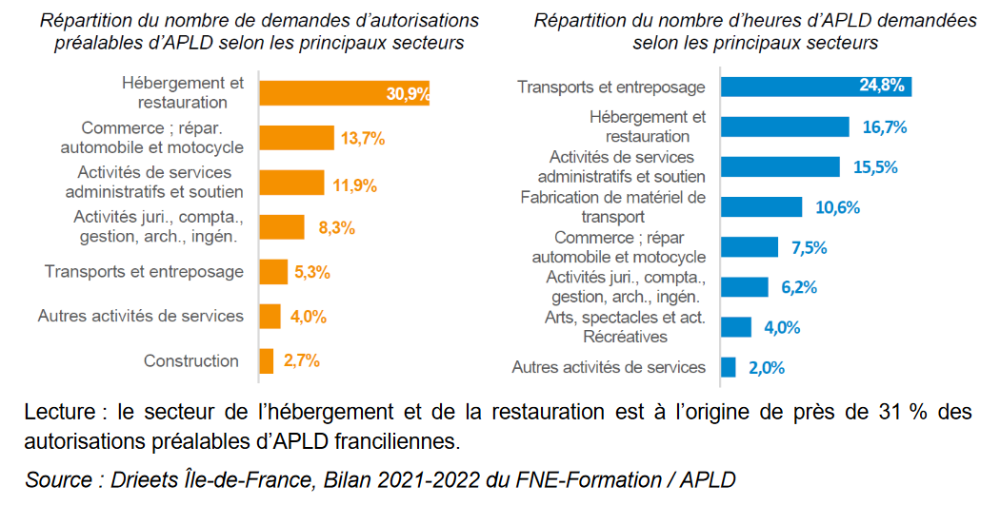 Répartition du nombre de demandes d’autorisations
préalables d’APLD selon les principaux secteurs
Hébergement et
restauration
30,9%
Commerce ; répar.
automobile et motocycle
13,7%
Activités de services
administratifs et soutien
11,9%
Activités juri., compta.,
gestion, arch., ingén.
8,3%
Transports et entreposage
5,3%
Autres activités de services
4,0%
Construction
2,7%
Répartition du nombre d’heures d’APLD demandées
selon les principaux secteurs
Transports et entreposage
24,8%
Hébergement et
restauration
16,7%
Activités de services
administratifs et soutien
15,5%
Fabrication de matériel de
transport
10,6%
Commerce ; répar
automobile et motocycle
7,5%
Activités juri., compta.,
gestion, arch., ingén.
6,2%
Arts, spectacles et act.
Récréatives
4,0%
Autres activités de services
2,0%
Lecture : le secteur de l’hébergement et de la restauration est à l’origine de près de 31 % des
autorisations préalables d’APLD franciliennes.
Source : Drieets Île-de-France, Bilan 2021-2022 du FNE-Formation / APLD